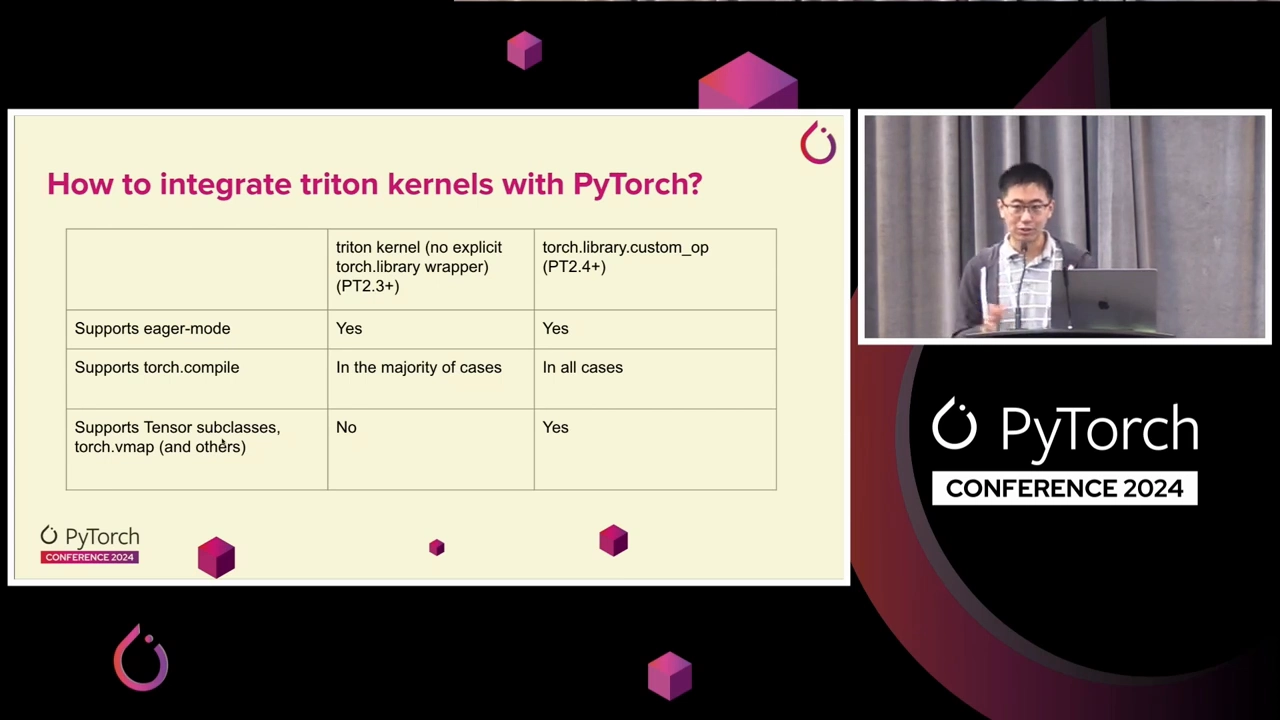 How to integrate triton kernels with PyTorch?
triton kernel (no explicit
torch.library wrapper)
(PT2.3+)
torch.library.custom_op
(PT2.4+)
Supports eager-mode
Yes
Yes
Supports torch.compile
In the majority of cases
In all cases
Supports Tensor subclasses,
torch.vmap (and others)
No
Yes
PyTorch
CONFERENCE 2024
PyTorch
CONFERENCE 2024